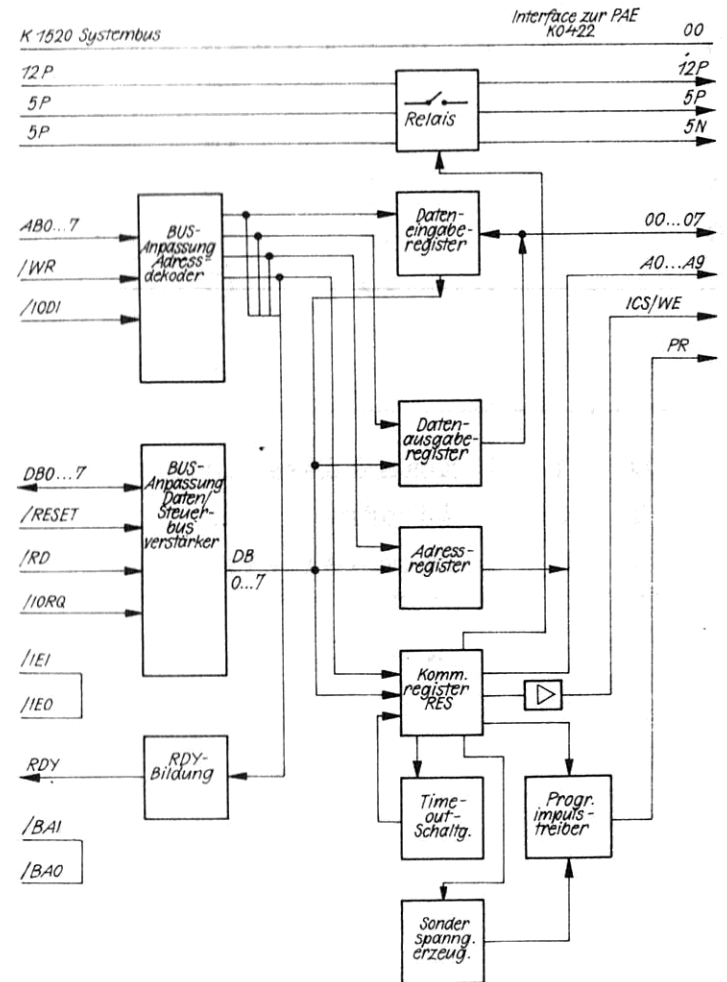 K 1520 Systembus
Interface zur PAE
K0422
00
12P
12P
5P
5P
5P
5N
Relais
AB0...7
/WR
/IODI
BUS-
Anpassung
Adress-
dekoder
Daten-
eingabe-
register
00...07
A0...A9
ICS/WE
PR
Daten-
ausgabe-
register
DB0...7
/RESET
/RD
/IORQ
BUS-
Anpassung
Daten/
Steuer-
bus
verstärker
DB
0...7
Adress-
register
/IEI
/IEO
Komm.
register
RES
RDY
RDY-
Bildung
/BAI
/BAO
Time-
out-
Schaltg.
Progr.
impuls-
treiber
Sonder
spanng.
erzeug.